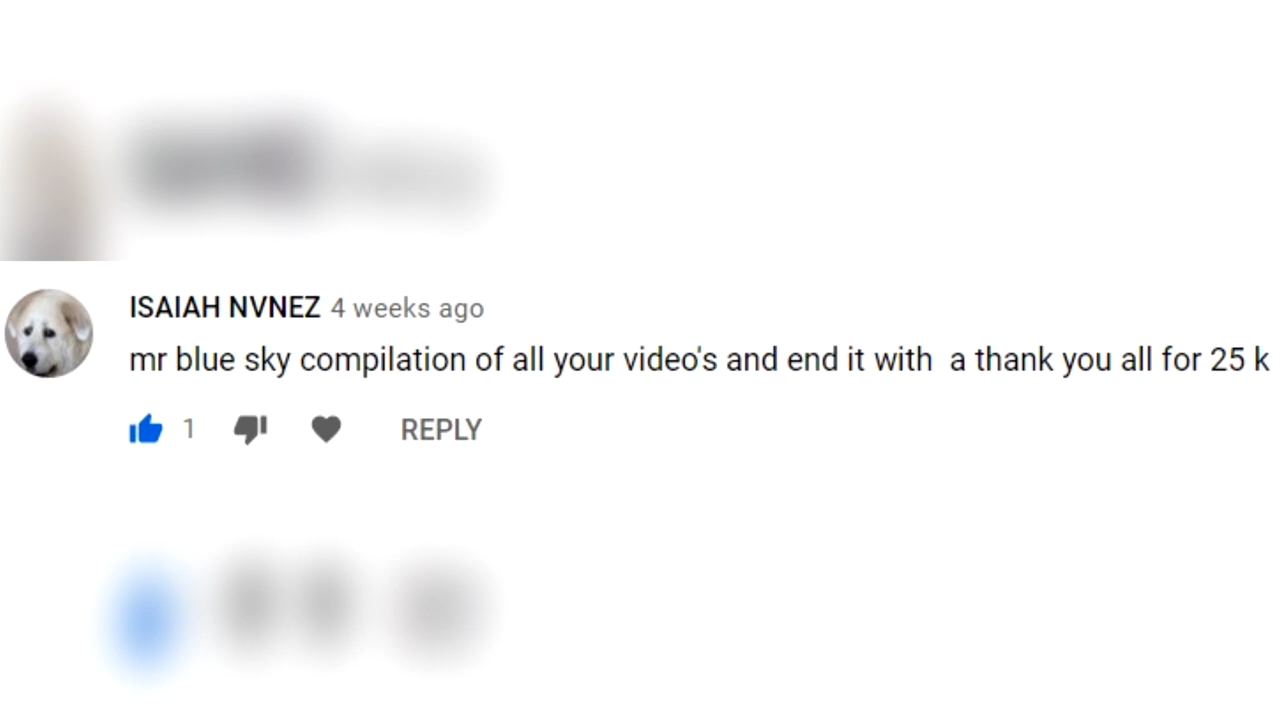 ISAIAH NVNEZ 4 weeks ago
mr blue sky compilation of all your video's and end it with  a thank you all for 25 k
1 REPLY